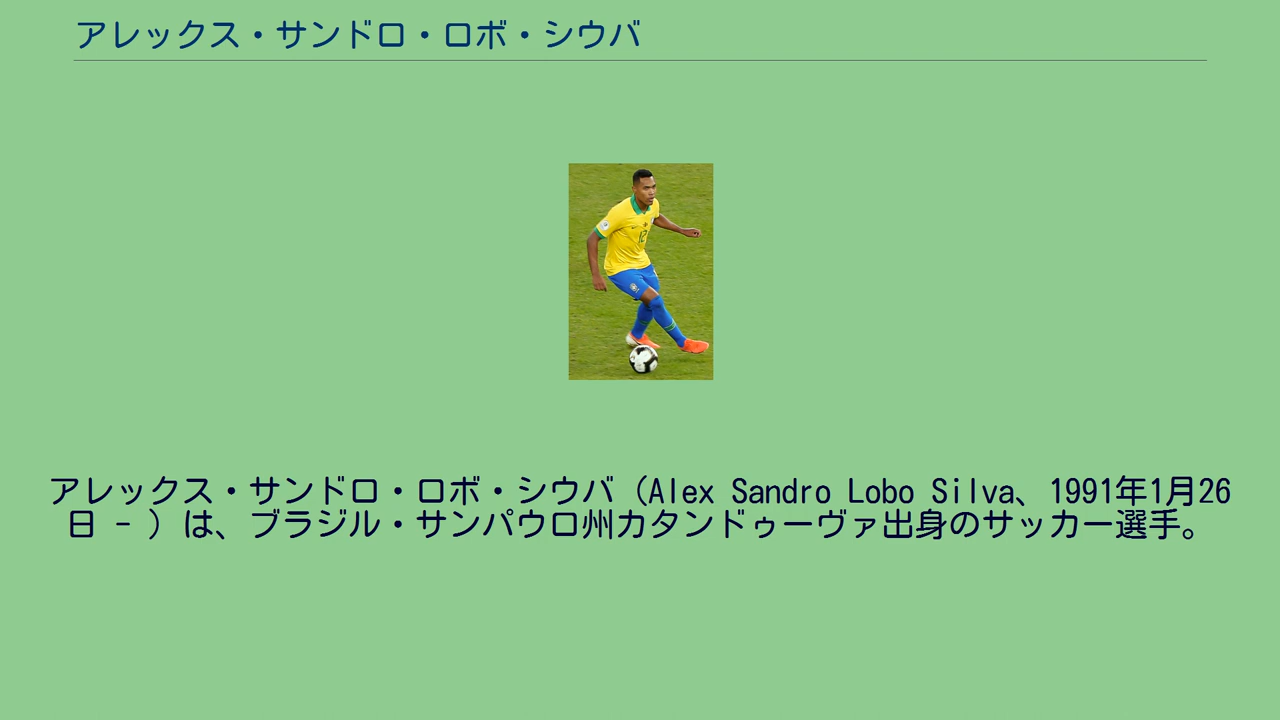 アレックス・サンドロ・ロボ・シウバ
アレックス・サンドロ・ロボ・シウバ（Alex Sandro Lobo Silva、1991年1月26
日 - ）は、ブラジル・サンパウロ州カタンドゥーヴァ出身のサッカー選手。